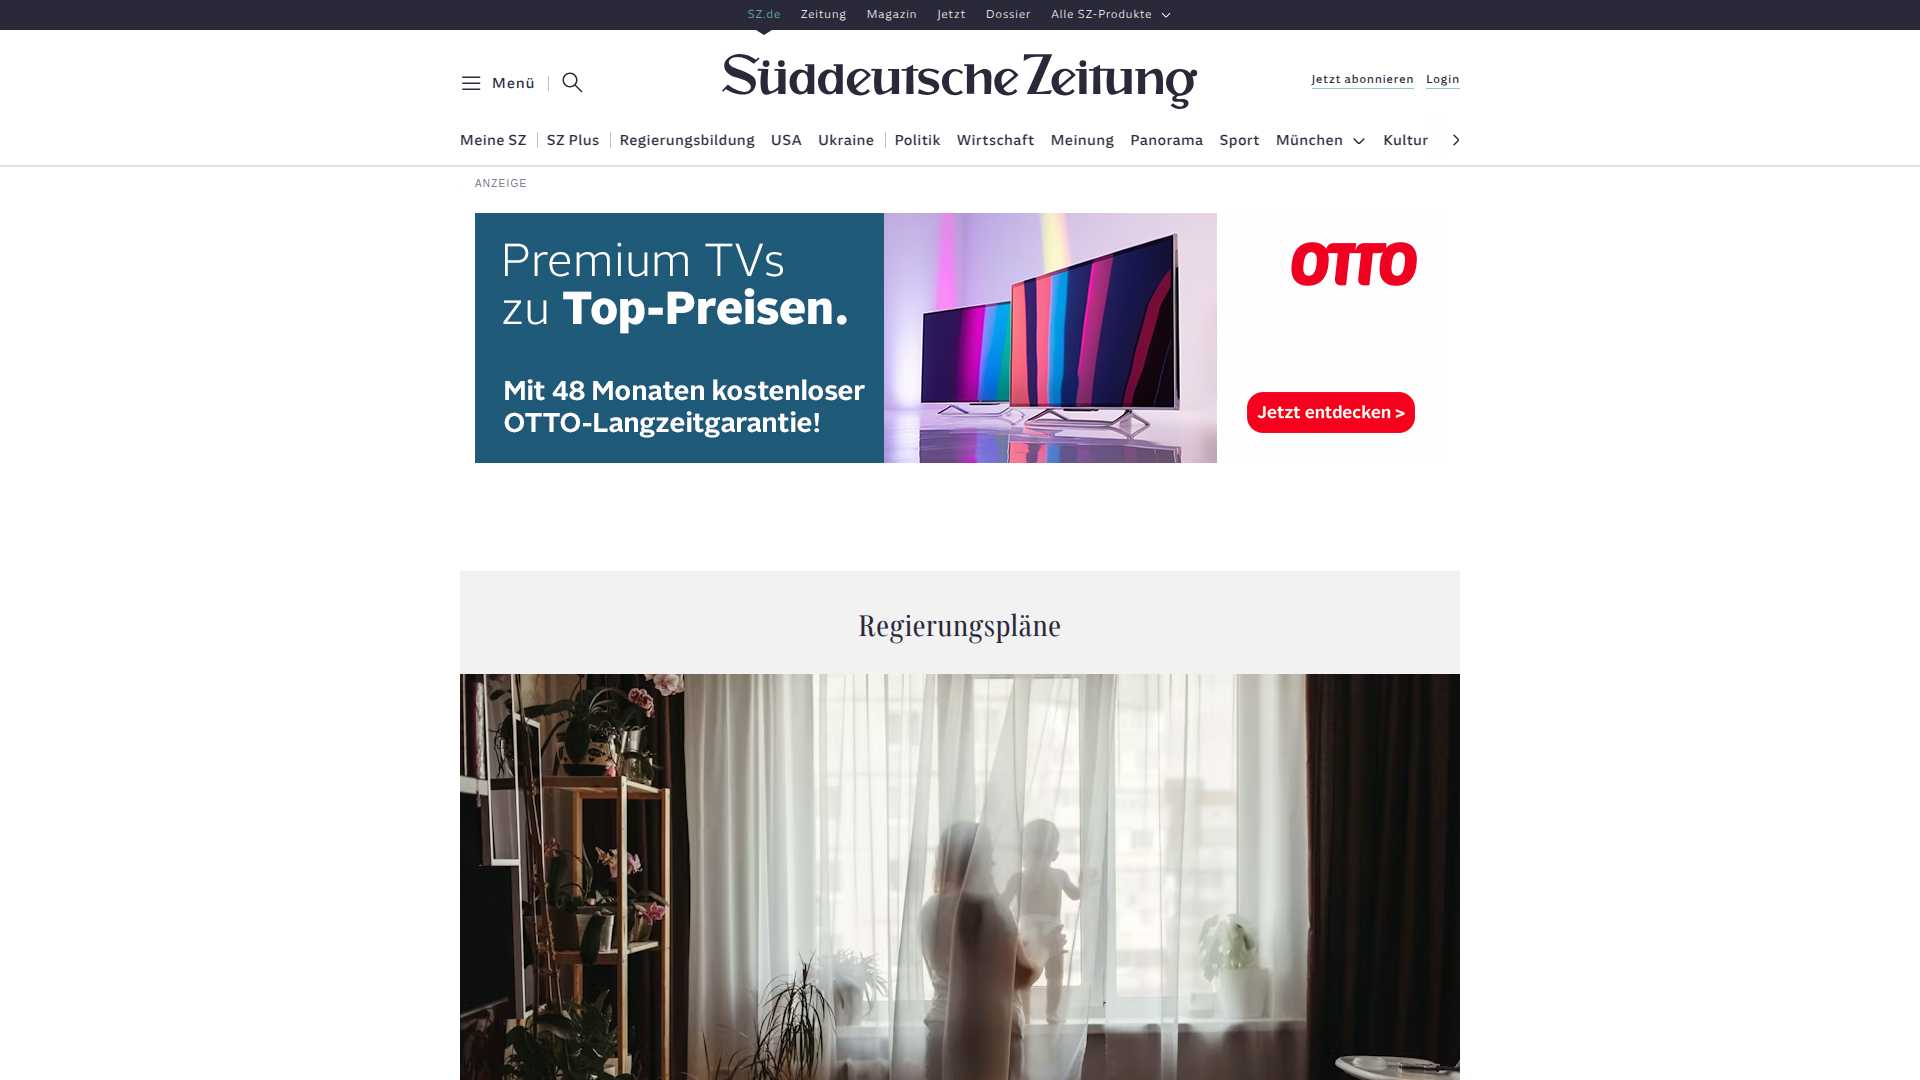 SZ.de Zeitung Magazin Jetzt Dossier Alle SZ-Produkte
Menü
Süddeutsche Zeitung
Jetzt abonnieren Login
Meine SZ SZ Plus Regierungsbildung USA Ukraine Politik Wirtschaft Meinung Panorama Sport München Kultur
ANZEIGE
Premium TVs
zu Top-Preisen.
Mit 48 Monaten kostenloser
OTTO-Langzeitgarantie!
OTTO
Jetzt entdecken >
Regierungspläne